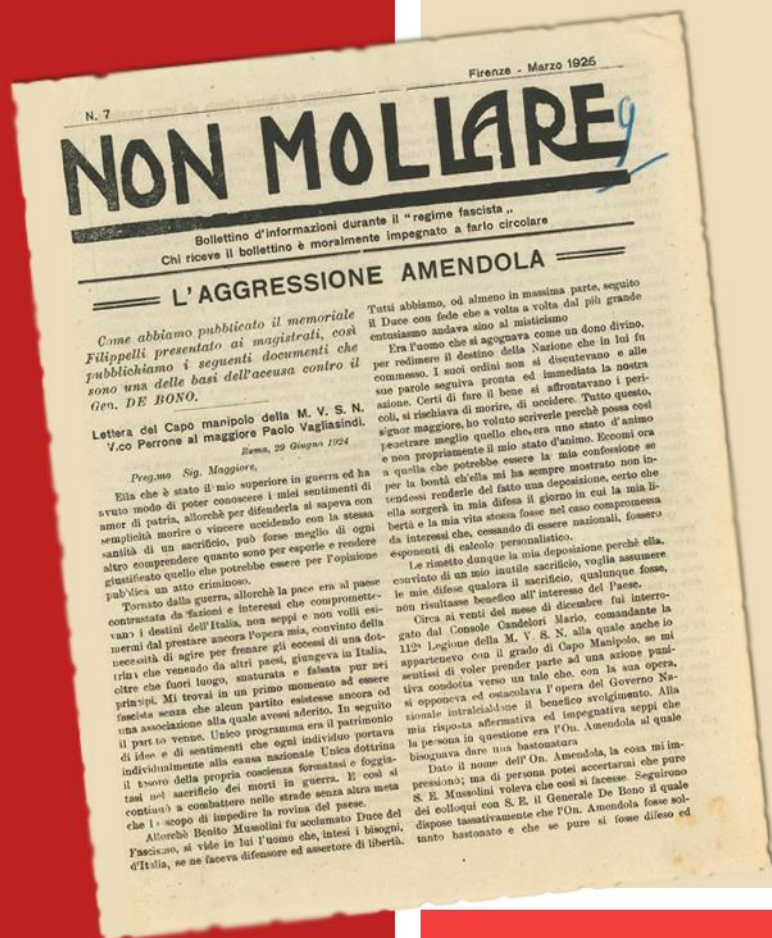 N. 7
Firenze - Marzo 1925
NON MOLLARE
9
Bollettino d'informazioni durante il "regime fascista„
Chi riceve il bollettino è moralmente impegnato a farlo circolare
L'AGGRESSIONE AMENDOLA
Come abbiamo pubblicato il memoriale
Filippelli presentato ai magistrati, così
pubblichiamo i seguenti documenti che
sono una delle basi dell'accusa contro il
Gen. DE BONO.
Lettera del Capo manipolo della M. V. S. N.
V.co Perrone al maggiore Paolo Vagliasindi.
Roma, 29 Giugno 1924
Preg.mo Sig. Maggiore,
Ella che è stato il mio superiore in guerra ed ha
avuto modo di poter conoscere i miei sentimenti di
amor di patria, allorchè per difenderla si sapeva con
semplicità morire o vincere uccidendo con la stessa
santità di un sacrificio, può forse meglio di ogni
altro comprendere quanto sono per esporle e rendere
giustificato quello che potrebbe essere per l'opinione
pubblica un atto criminoso.
Tornato dalla guerra, allorchè la pace era al paese
contrastata da fazioni e interessi che compromette-
vano i destini dell'Italia, non seppi e non volli esi-
mermi dal prestare ancora l'opera mia, convinto della
necessità di agire per frenare gli eccessi di una dot-
trina che venendo da altri paesi, giungeva in Italia,
oltre che fuori luogo, snaturata e falsata pur nei
principi. Mi trovai in un primo momento ad essere
fascista senza che alcun partito esistesse ancora od
una associazione alla quale avessi aderito. In seguito
il partito venne. Unico programma era il patrimonio
di idee e di sentimenti che ogni individuo portava
individualmente alla causa nazionale Unica dottrina
il tesoro della propria coscienza formatasi e foggia-
tasi nel sacrificio dei morti in guerra. E così si
continuò a combattere nelle strade senza altra meta
che lo scopo di impedire la rovina del paese.
Allorchè Benito Mussolini fu acclamato Duce del
Fascismo, si vide in lui l'uomo che, intesi i bisogni,
d'Italia, se ne faceva difensore ed assertore di libertà.
Tutti abbiamo, od almeno in massima parte, seguito
il Duce con fede che a volta a volta dal più grande
entusiasmo andava sino al misticismo
Era l'uomo che si agognava come un dono divino,
per redimere il destino della Nazione che in lui fu
commesso. I suoi ordini non si discutevano e alle
sue parole seguiva pronta ed immediata la nostra
azione. Certi di fare il bene si affrontavano i peri-
coli, si rischiava di morire, di uccidere. Tutto questo,
signor maggiore, ho voluto scriverle perchè possa così
penetrare meglio quello che era uno stato d'animo
e non propriamente il mio stato d'animo. Eccomi ora
a quella che potrebbe essere la mia confessione se
per la bontà ch'ella mi ha sempre mostrato non in-
tendessi renderle del fatto una deposizione, certo che
ella sorgerà in mia difesa il giorno in cui la mia li-
bertà e la mia vita stessa fosse nel caso compromessa
da interessi che, cessando di essere nazionali, fossero
esponenti di calcolo personalistico.
Le rimetto dunque la mia deposizione perchè ella,
convinto di un mio inutile sacrificio, voglia assumere
le mie difese qualora il sacrificio, qualunque fosse,
non risultasse benefico all'interesse del Paese.
Circa ai venti del mese di dicembre fui interro-
gato dal Console Candelori Mario, comandante la
112ª Legione della M. V. S. N. alla quale anche io
appartenevo con il grado di Capo Manipolo, se mi
sentissi di voler prender parte ad una azione puni-
tiva condotta verso un tale che, con la sua opera,
si opponeva ed ostacolava l'opera del Governo Na-
zionale intralciandone il benefico svolgimento. Alla
mia risposta affermativa ed impegnativa seppi che
la persona in questione era l'On. Amendola al quale
bisognava dare una bastonatura
Dato il nome dell'On. Amendola, la cosa mi im-
pressionò; ma di persona potei accertarmi che pure
S. E. Mussolini voleva che così si facesse. Seguirono
dei colloqui con S. E. il Generale De Bono il quale
dispose tassativamente che l'On. Amendola fosse sol-
tanto bastonato e che se pure si fosse difeso ed